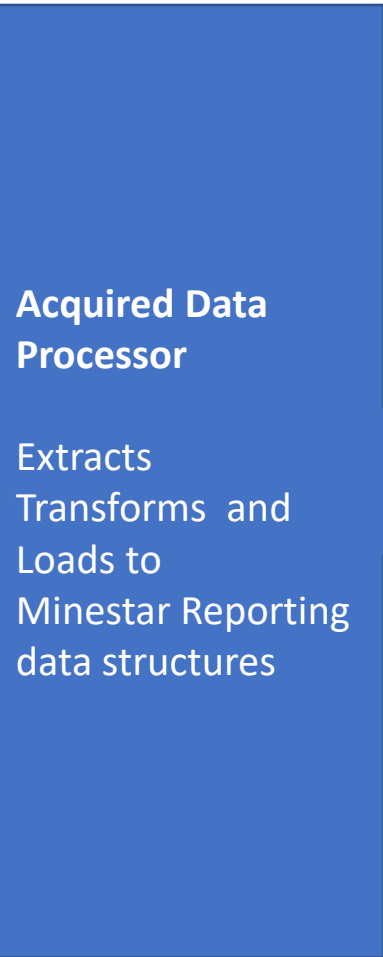 Acquired Data
Processor
Extracts
Transforms  and
Loads to
Minestar Reporting
data structures